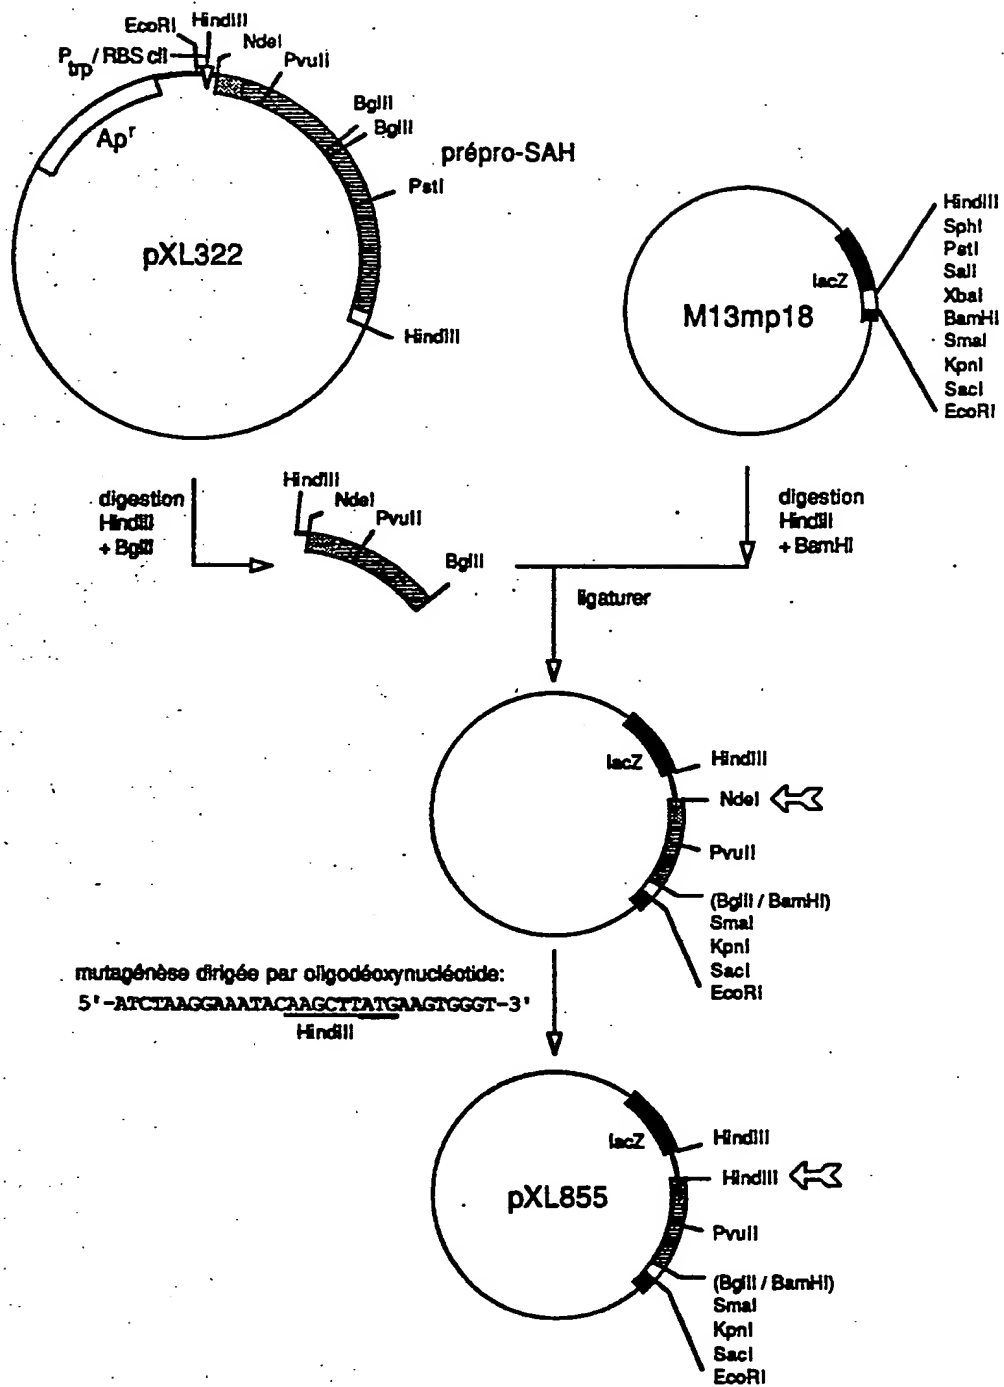 EcoRI
HindIII
P trp / RBS cII
NdeI
PvuII
BglII
BglII
Ap r
prépro-SAH
PstI
pXL322
HindIII
M13mp18
lacZ
HindIII
SphI
PstI
SalI
XbaI
BamHI
SmaI
KpnI
SacI
EcoRI
digestion
HindIII
+ BglII
HindIII
NdeI
PvuII
BglII
digestion
HindIII
+ BamHI
ligaturer
lacZ
HindIII
NdeI
PvuII
(BglII / BamHI)
SmaI
KpnI
SacI
EcoRI
mutagénèse dirigée par oligodéoxynucléotide:
5'-ATCTAAGGAAATACAAGCTTATGAAGTGGGT-3'
HindIII
lacZ
HindIII
HindIII
pXL855
PvuII
(BglII / BamHI)
SmaI
KpnI
SacI
EcoRI